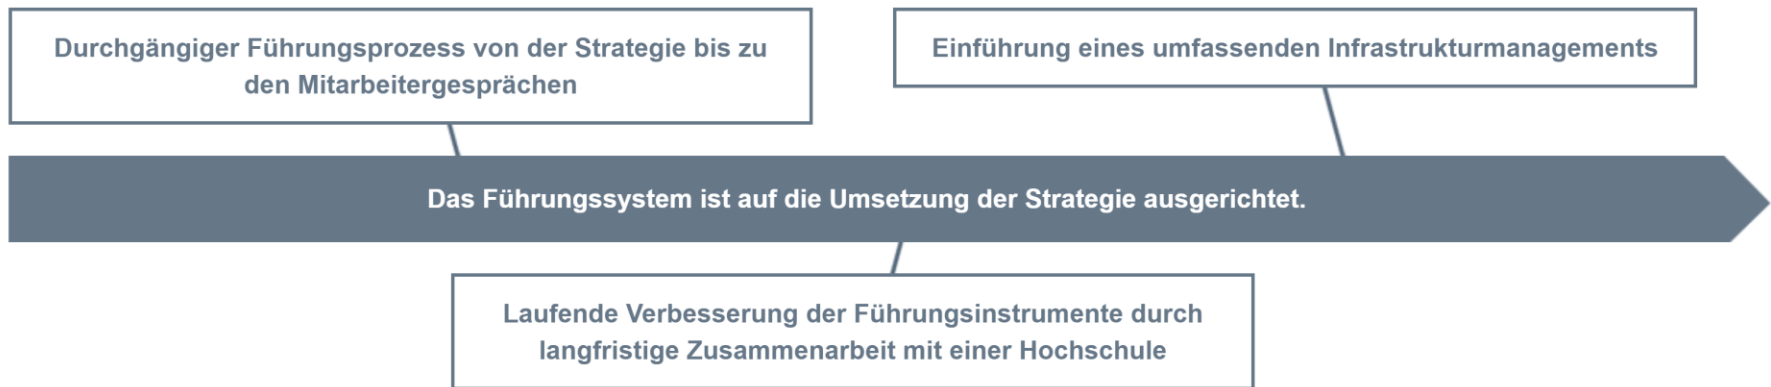 Durchgängiger Führungsprozess von der Strategie bis zu
den Mitarbeitergesprächen
Einführung eines umfassenden Infrastrukturmanagements
Das Führungssystem ist auf die Umsetzung der Strategie ausgerichtet.
Laufende Verbesserung der Führungsinstrumente durch
langfristige Zusammenarbeit mit einer Hochschule